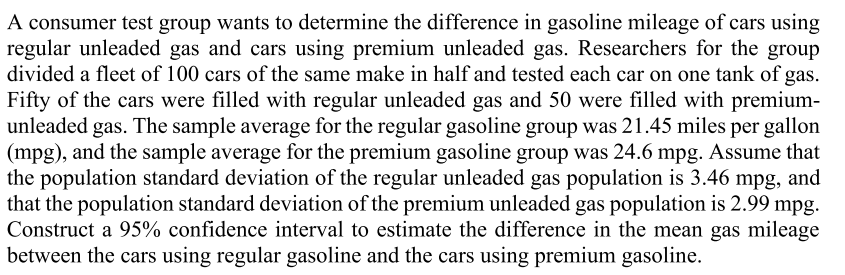 A consumer test group wants to determine the difference in gasoline mileage of cars using
regular unleaded gas and cars using premium unleaded gas. Researchers for the group
divided a fleet of 100 cars of the same make in half and tested each car on one tank of gas.
Fifty of the cars were filled with regular unleaded gas and 50 were filled with premium-
unleaded gas. The sample average for the regular gasoline group was 21.45 miles per gallon
(mpg), and the sample average for the premium gasoline group was 24.6 mpg. Assume that
the population standard deviation of the regular unleaded gas population is 3.46 mpg, and
that the population standard deviation of the premium unleaded gas population is 2.99 mpg.
Construct a 95% confidence interval to estimate the difference in the mean gas mileage
between the cars using regular gasoline and the cars using premium gasoline.